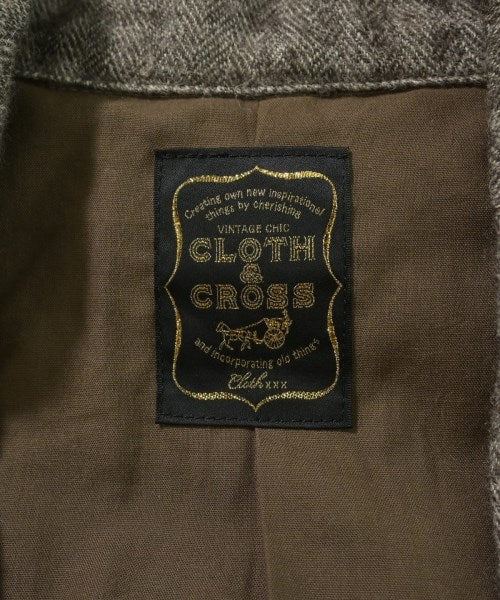 Creating own new inspirational
things by cherishing
VINTAGE CHIC
CLOTH
&
CROSS
and incorporating old things
Cloth xxx